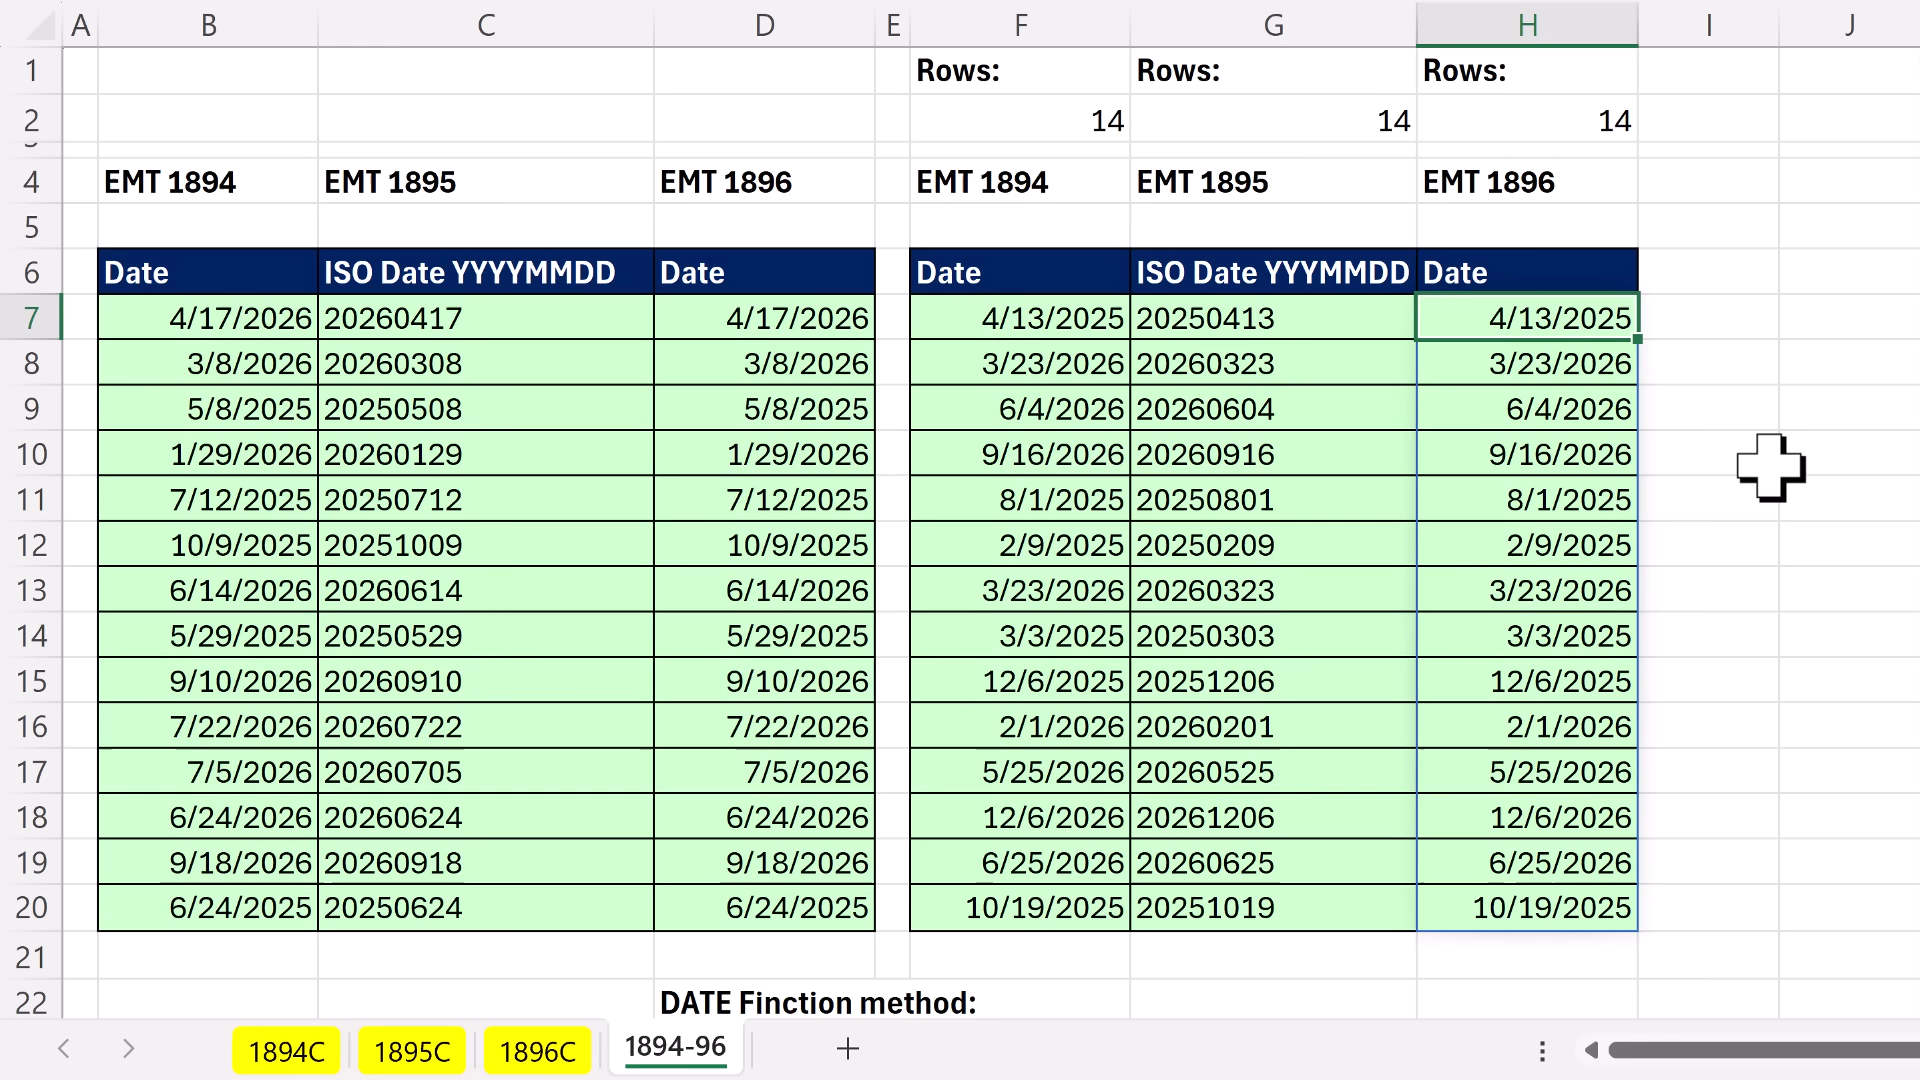 A B C D E F G H I J
1 Rows: Rows: Rows:
2 14 14 14
4 EMT 1894 EMT 1895 EMT 1896 EMT 1894 EMT 1895 EMT 1896
5
6 Date ISO Date YYYYMMDD Date Date ISO Date YYYMMDD Date
7 4/17/2026 20260417 4/17/2026 4/13/2025 20250413 4/13/2025
8 3/8/2026 20260308 3/8/2026 3/23/2026 20260323 3/23/2026
9 5/8/2025 20250508 5/8/2025 6/4/2026 20260604 6/4/2026
10 1/29/2026 20260129 1/29/2026 9/16/2026 20260916 9/16/2026
11 7/12/2025 20250712 7/12/2025 8/1/2025 20250801 8/1/2025
12 10/9/2025 20251009 10/9/2025 2/9/2025 20250209 2/9/2025
13 6/14/2026 20260614 6/14/2026 3/23/2026 20260323 3/23/2026
14 5/29/2025 20250529 5/29/2025 3/3/2025 20250303 3/3/2025
15 9/10/2026 20260910 9/10/2026 12/6/2025 20251206 12/6/2025
16 7/22/2026 20260722 7/22/2026 2/1/2026 20260201 2/1/2026
17 7/5/2026 20260705 7/5/2026 5/25/2026 20260525 5/25/2026
18 6/24/2026 20260624 6/24/2026 12/6/2026 20261206 12/6/2026
19 9/18/2026 20260918 9/18/2026 6/25/2026 20260625 6/25/2026
20 6/24/2025 20250624 6/24/2025 10/19/2025 20251019 10/19/2025
21
22 DATE Finction method:
1894C 1895C 1896C 1894-96